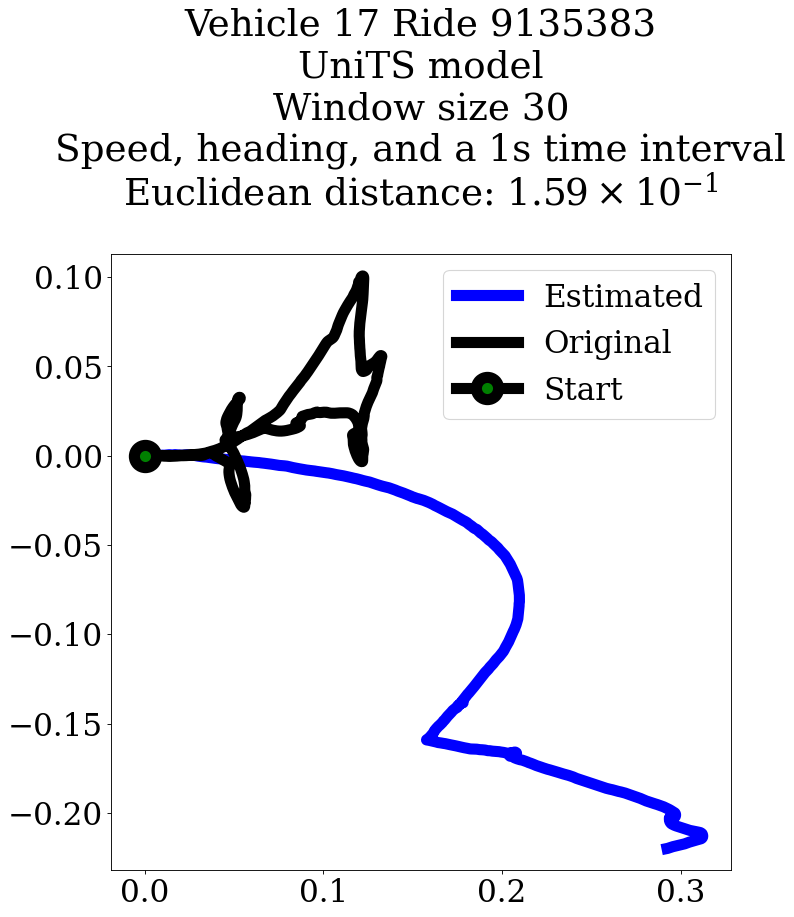 Vehicle 17 Ride 9135383
UniTS model
Window size 30
Speed, heading, and a 1s time interval
Euclidean distance: 1.59 × 10⁻¹
Estimated
Original
Start
0.10
0.05
0.00
−0.05
−0.10
−0.15
−0.20
0.0 0.1 0.2 0.3